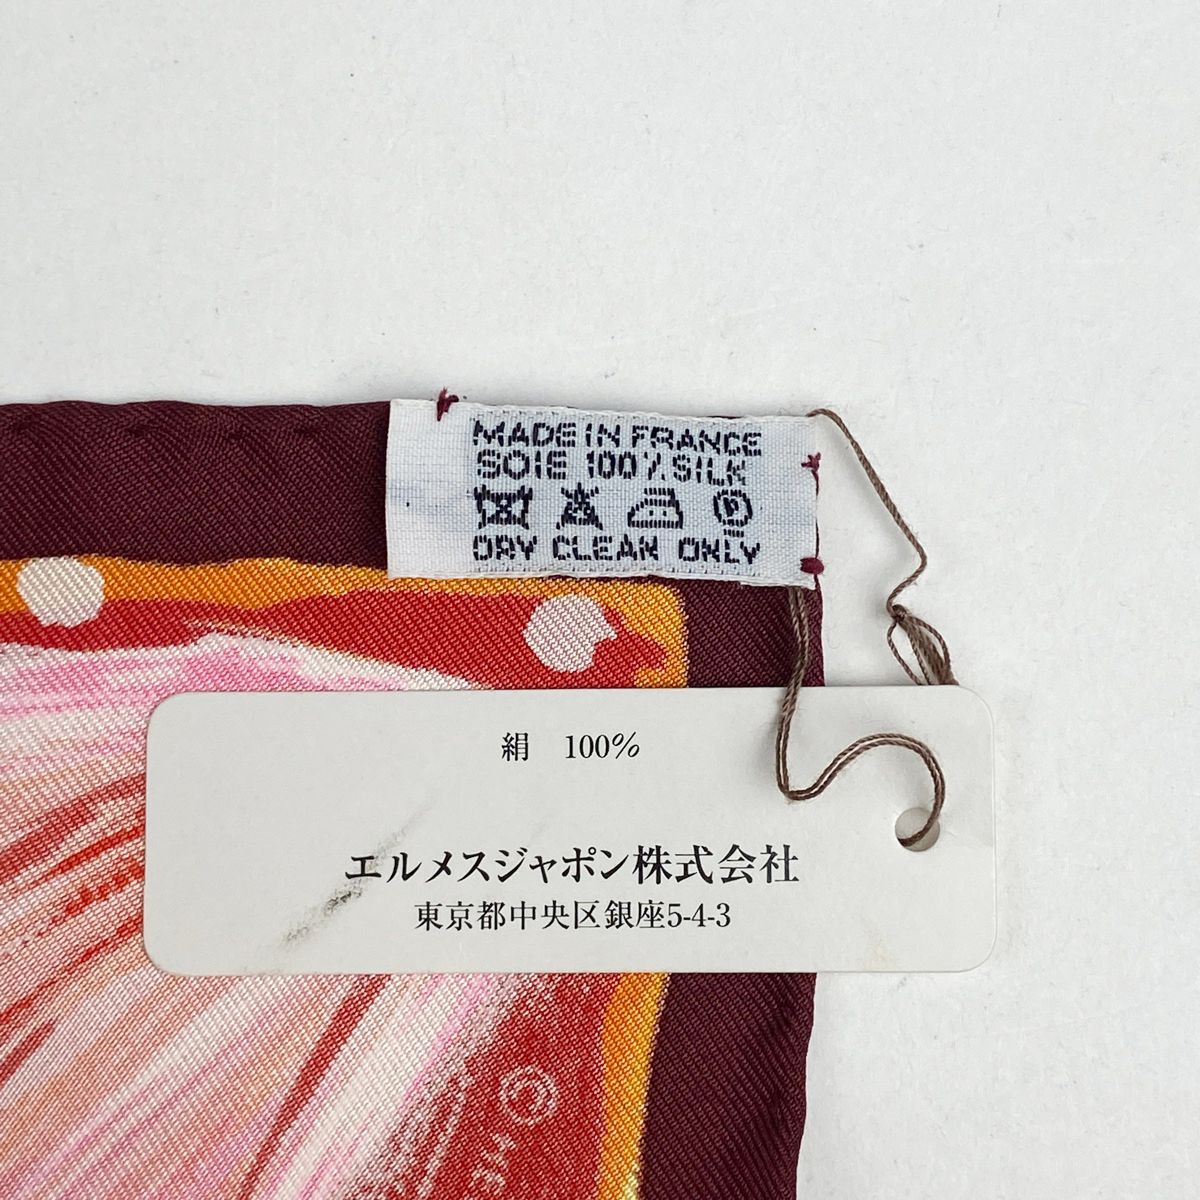 MADE IN FRANCE
SOIE 100% SILK
DRY CLEAN ONLY
絹 100%
エルメスジャポン株式会社
東京都中央区銀座5-4-3
©